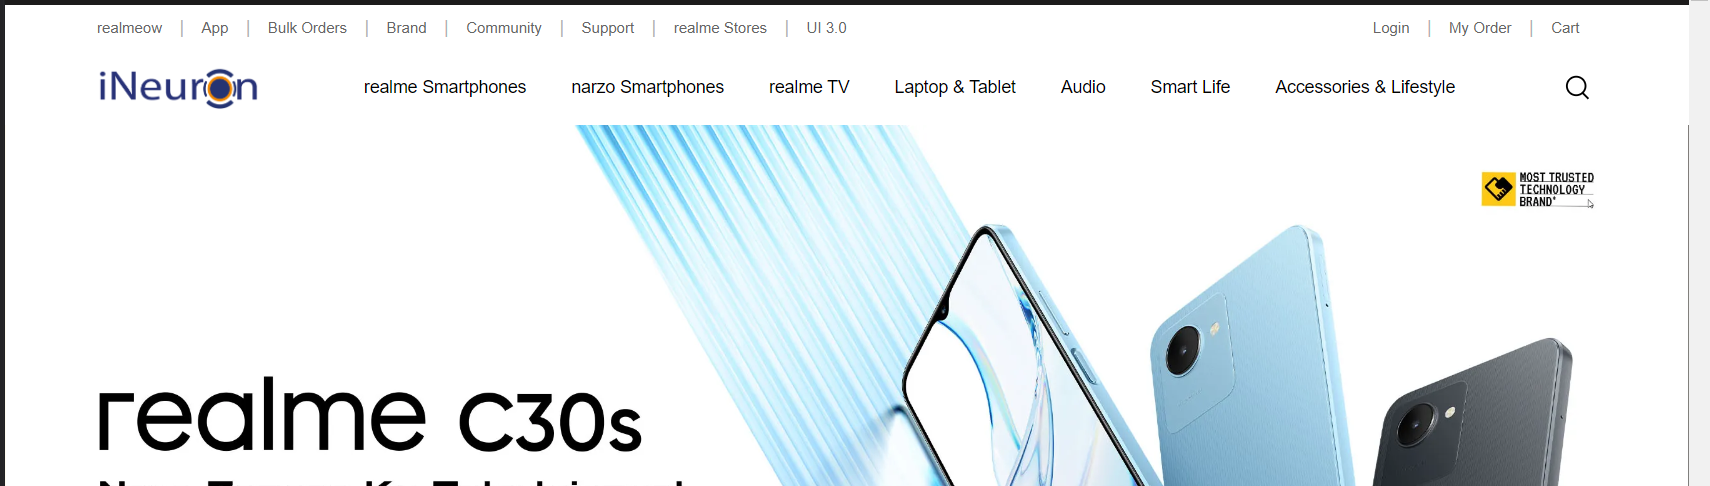 realmeow | App | Bulk Orders | Brand | Community | Support | realme Stores | UI 3.0 Login | My Order | Cart
iNeuron realme Smartphones narzo Smartphones realme TV Laptop & Tablet Audio Smart Life Accessories & Lifestyle
MOST TRUSTED
TECHNOLOGY
BRAND*
realme C30s